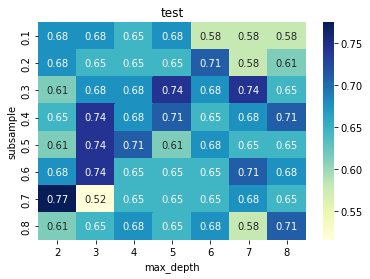 test
0.1 0.68 0.68 0.65 0.68 0.58 0.58 0.58
0.2 0.68 0.65 0.65 0.65 0.71 0.58 0.61
0.3 0.61 0.68 0.68 0.74 0.68 0.74 0.65
0.4 0.65 0.74 0.68 0.71 0.65 0.68 0.71
0.5 0.61 0.74 0.71 0.61 0.68 0.65 0.65
0.6 0.68 0.74 0.65 0.65 0.65 0.71 0.68
0.7 0.77 0.52 0.65 0.65 0.65 0.68 0.65
0.8 0.61 0.65 0.68 0.65 0.68 0.58 0.71
2 3 4 5 6 7 8
max_depth
subsample
0.75
0.70
0.65
0.60
0.55